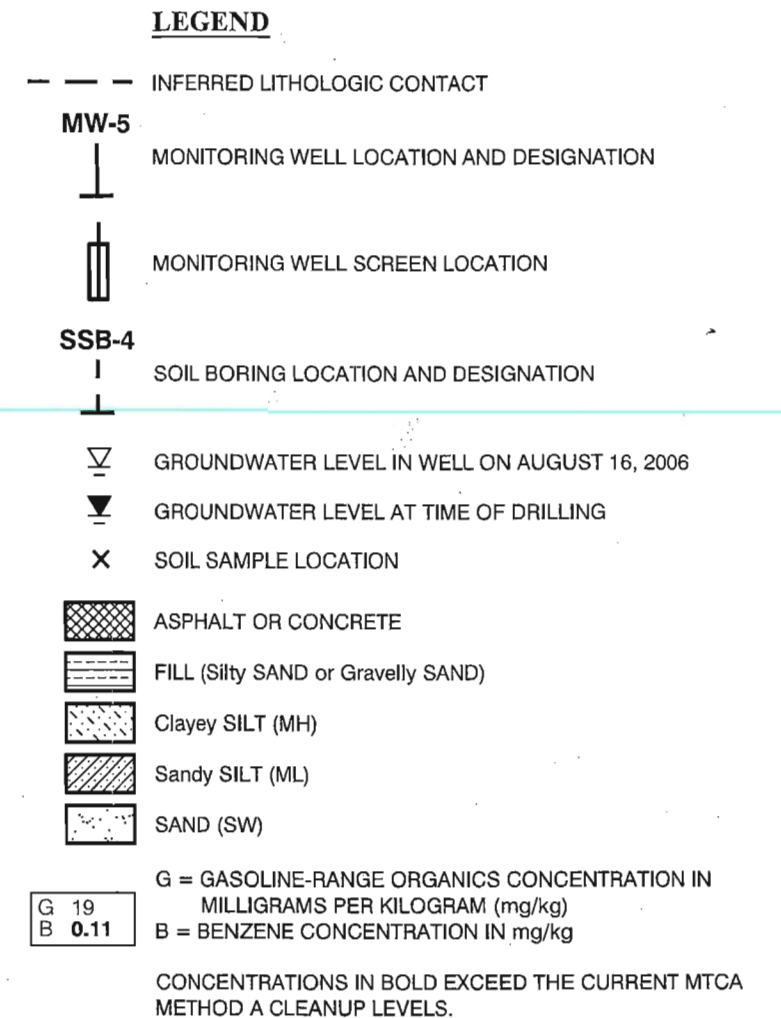 LEGEND
INFERRED LITHOLOGIC CONTACT
MW-5
MONITORING WELL LOCATION AND DESIGNATION
MONITORING WELL SCREEN LOCATION
SSB-4
SOIL BORING LOCATION AND DESIGNATION
GROUNDWATER LEVEL IN WELL ON AUGUST 16, 2006
GROUNDWATER LEVEL AT TIME OF DRILLING
SOIL SAMPLE LOCATION
ASPHALT OR CONCRETE
FILL (Silty SAND or Gravelly SAND)
Clayey SILT (MH)
Sandy SILT (ML)
SAND (SW)
G 19
B 0.11
G = GASOLINE-RANGE ORGANICS CONCENTRATION IN
MILLIGRAMS PER KILOGRAM (mg/kg)
B = BENZENE CONCENTRATION IN mg/kg
CONCENTRATIONS IN BOLD EXCEED THE CURRENT MTCA
METHOD A CLEANUP LEVELS.